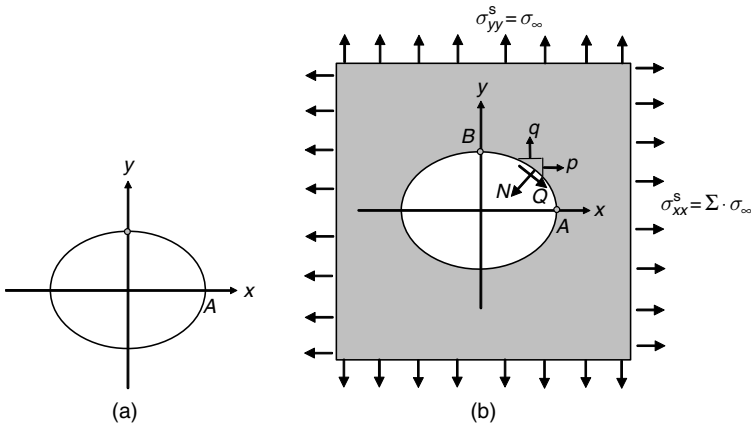 y
x
A
(a)
σ^s_yy = σ_∞
y
B
q
p
N
Q
x
A
σ^s_xx = Σ · σ_∞
(b)